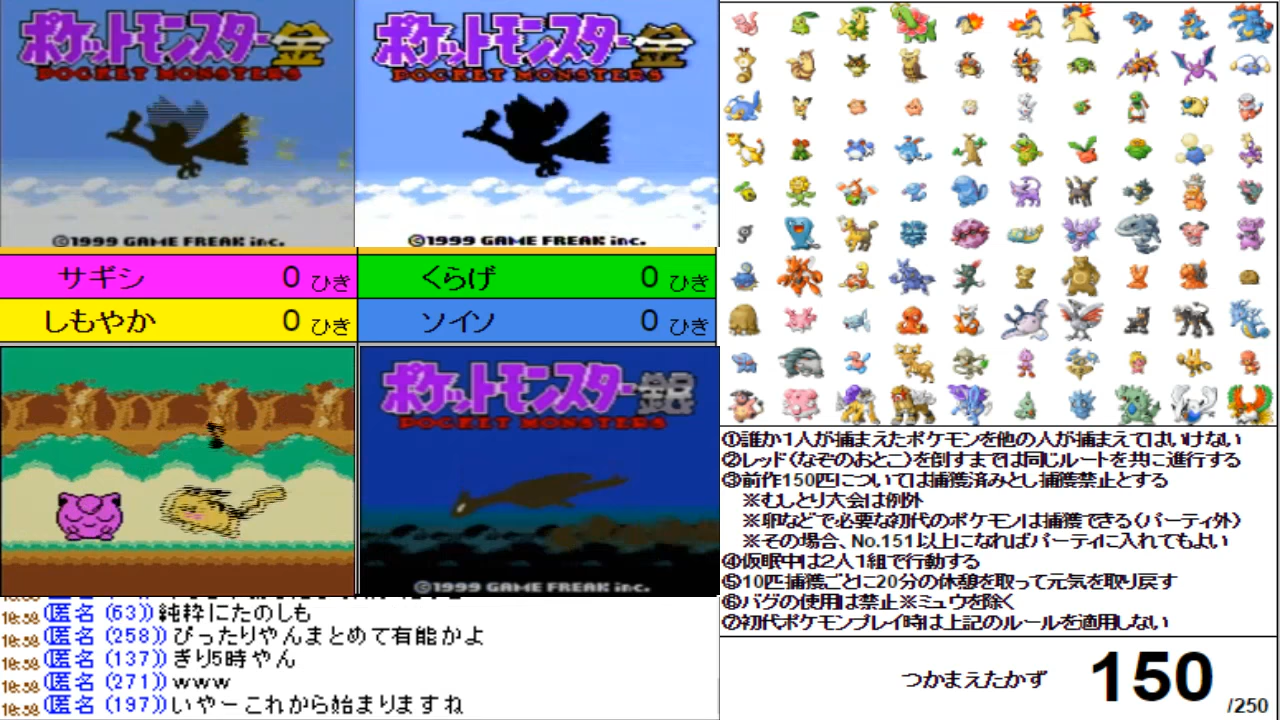 ポケットモンスター金
POCKET MONSTERS
©1999 GAME FREAK inc.
ポケットモンスター金
POCKET MONSTERS
©1999 GAME FREAK inc.
サギシ 0 ひき
くらげ 0 ひき
しもやか 0 ひき
ソイソ 0 ひき
ポケットモンスター銀
POCKET MONSTERS
©1999 GAME FREAK inc.
16:58 (匿名 (63)) 純粋にたのしも
16:58 (匿名 (258)) ぴったりやんまとめて有能かよ
16:58 (匿名 (137)) ぎり5時やん
16:58 (匿名 (271)) www
16:58 (匿名 (197)) いやーこれから始まりますね
①誰か1人が捕まえたポケモンを他の人が捕まえてはいけない
②レッド(なぞのおとこ)を倒すまでは同じルートを共に進行する
③前作150匹については捕獲済みとし捕獲禁止とする
※むしとり大会は例外
※卵などで必要な初代のポケモンは捕獲できる(パーティ外)
※その場合、No.151以上になればパーティに入れてもよい
④仮眠中は2人1組で行動する
⑤10匹捕獲ごとに20分の休憩を取って元気を取り戻す
⑥バグの使用は禁止※ミュウを除く
⑦初代ポケモンプレイ時は上記のルールを適用しない
つかまえたかず 150 /250